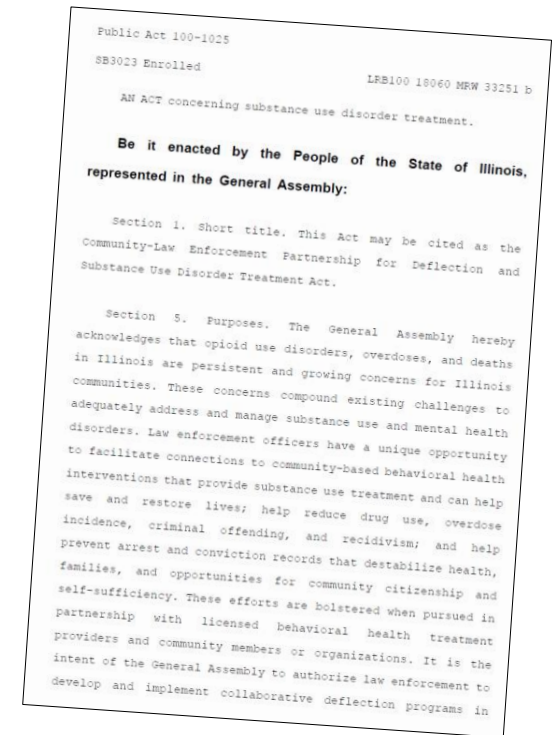 Public Act 100-1025
SB3023 Enrolled
LRB100 18060 MRW 33251 b
AN ACT concerning substance use disorder treatment.
Be it enacted by the People of the State of Illinois,
represented in the General Assembly:
Section 1. Short title. This Act may be cited as the
Community-Law Enforcement Partnership for Deflection and
Substance Use Disorder Treatment Act.
Section 5. Purposes. The General Assembly hereby
acknowledges that opioid use disorders, overdoses, and deaths
in Illinois are persistent and growing concerns for Illinois
communities. These concerns compound existing challenges to
adequately address and manage substance use and mental health
disorders. Law enforcement officers have a unique opportunity
to facilitate connections to community-based behavioral health
interventions that provide substance use treatment and can help
save and restore lives; help reduce drug use, overdose
incidence, criminal offending, and recidivism; and help
prevent arrest and conviction records that destabilize health,
families, and opportunities for community citizenship and
self-sufficiency. These efforts are bolstered when pursued in
partnership with licensed behavioral health treatment
providers and community members or organizations. It is the
intent of the General Assembly to authorize law enforcement to
develop and implement collaborative deflection programs in